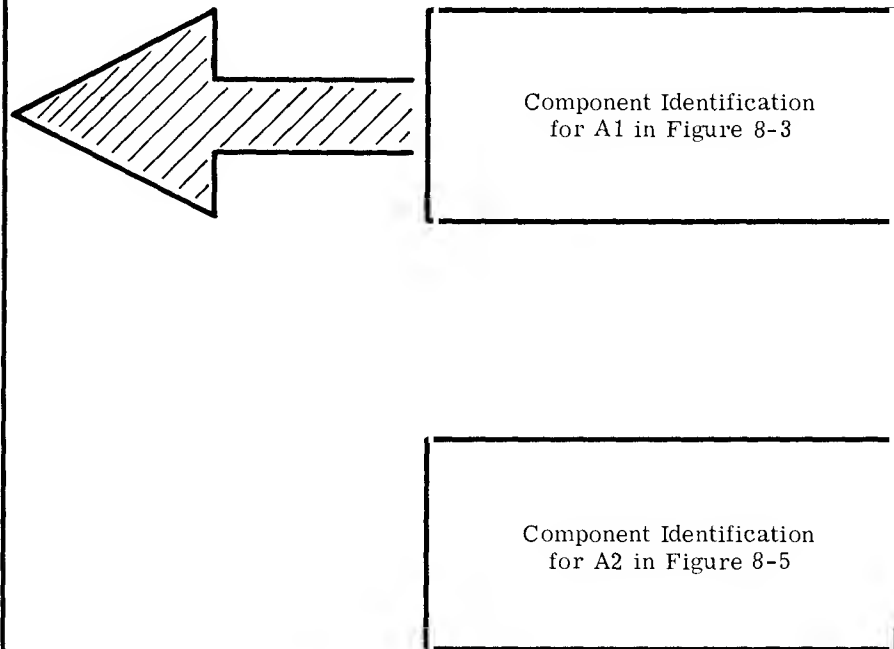 Component Identification
for A1 in Figure 8-3
Component Identification
for A2 in Figure 8-5